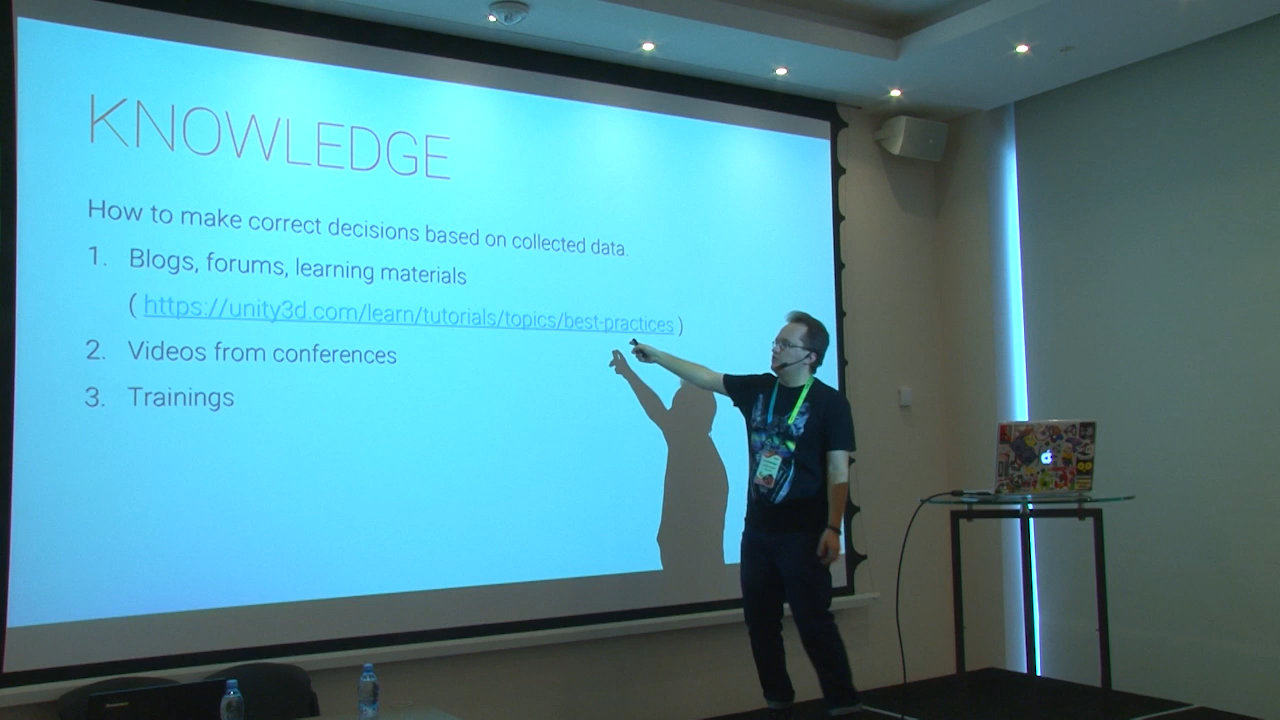 KNOWLEDGE
How to make correct decisions based on collected data.
1. Blogs, forums, learning materials
( https://unity3d.com/learn/tutorials/topics/best-practices )
2. Videos from conferences
3. Trainings